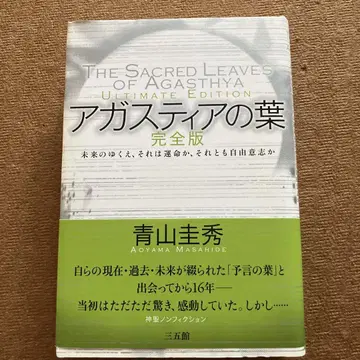 THE SACRED LEAVES
OF AGASTHYA
ULTIMATE EDITION
アガスティアの葉
完全版
未来のゆくえ、それは運命か、それとも自由意志か
青山圭秀
AOYAMA MASAHIDE
自らの現在・過去・未来が綴られた「予言の葉」と
出会ってから16年――
当初はただただ驚き、感動していた。しかし……
神聖ノンフィクション
三五館